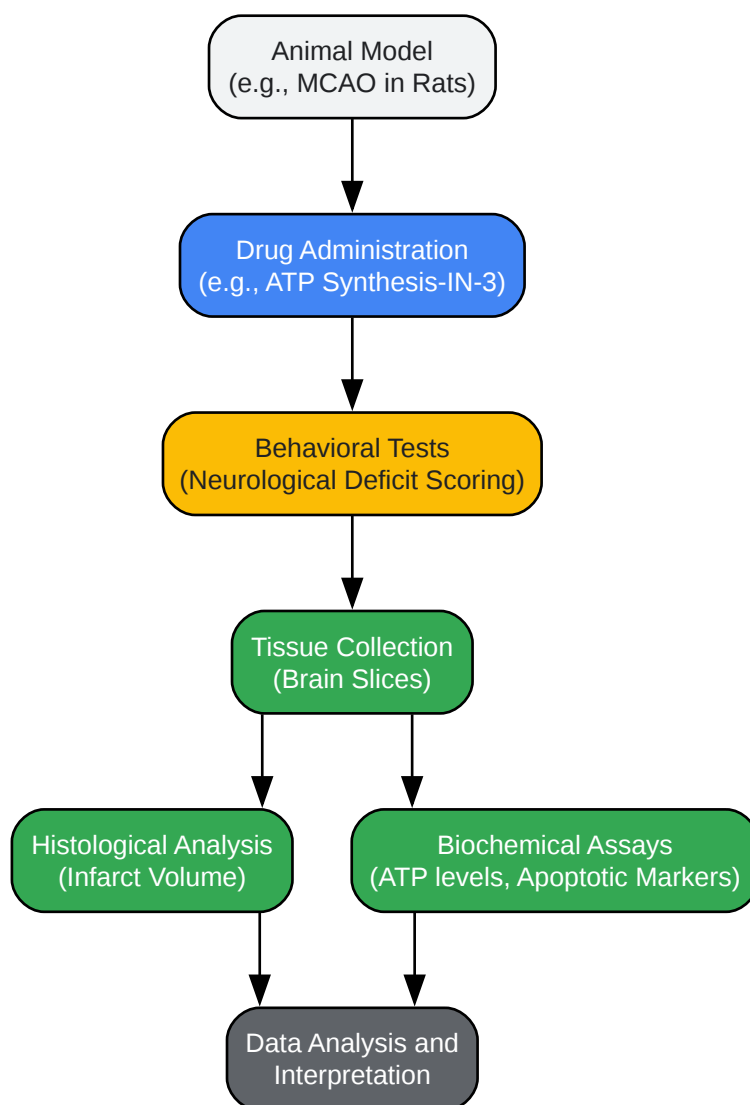 Animal Model
(e.g., MCAO in Rats)
Drug Administration
(e.g., ATP Synthesis-IN-3)
Behavioral Tests
(Neurological Deficit Scoring)
Tissue Collection
(Brain Slices)
Histological Analysis
(Infarct Volume)
Biochemical Assays
(ATP levels, Apoptotic Markers)
Data Analysis and
Interpretation